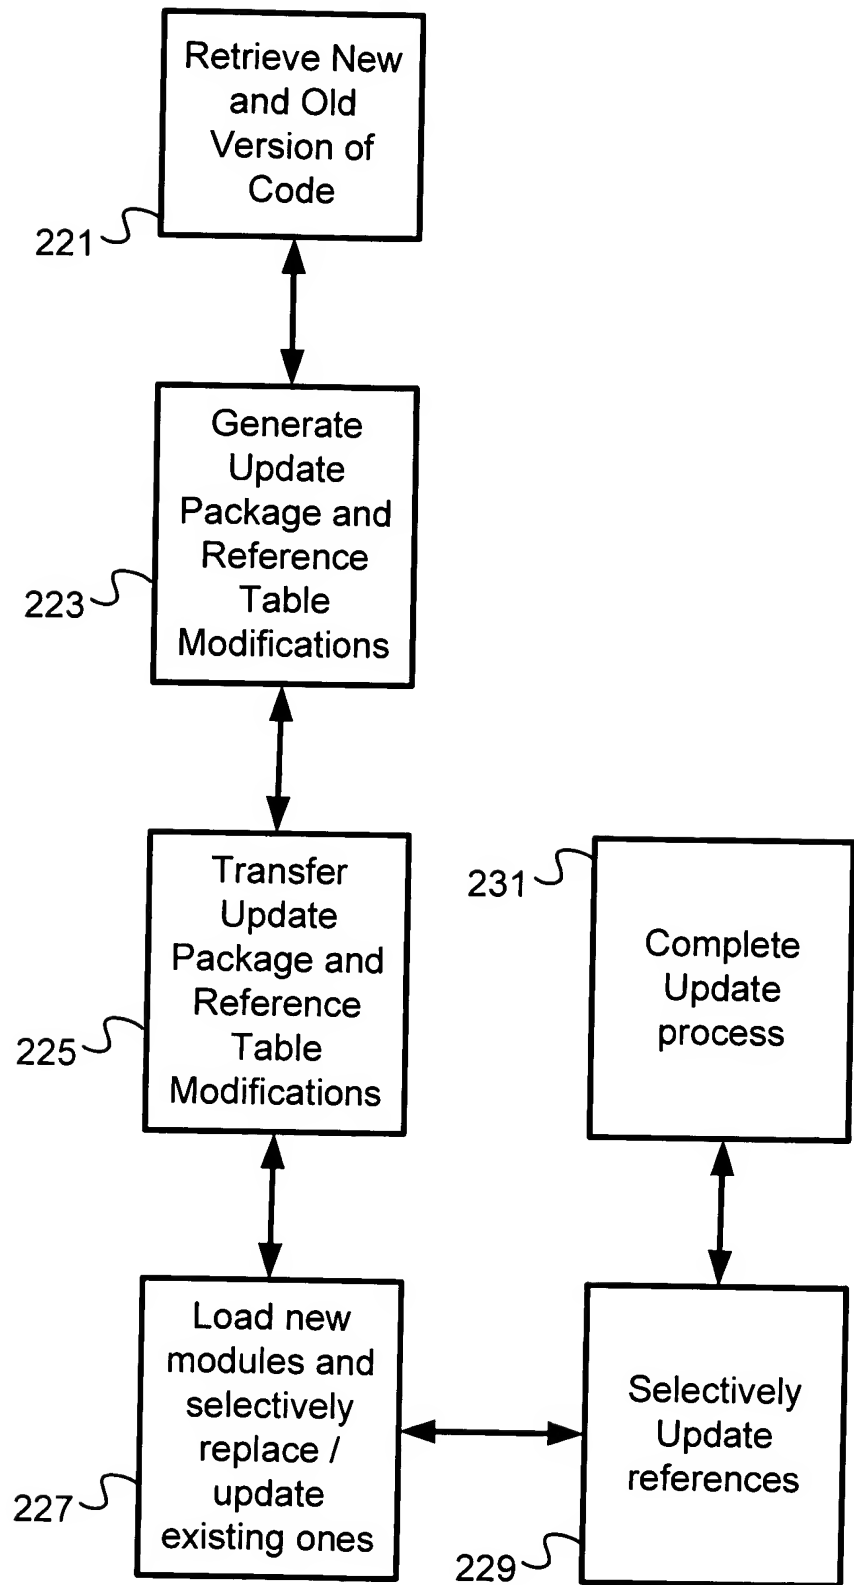 Retrieve New
and Old
Version of
Code
221
Generate
Update
Package and
Reference
Table
Modifications
223
Transfer
Update
Package and
Reference
Table
Modifications
225
Load new
modules and
selectively
replace /
update
existing ones
227
Selectively
Update
references
229
231
Complete
Update
process